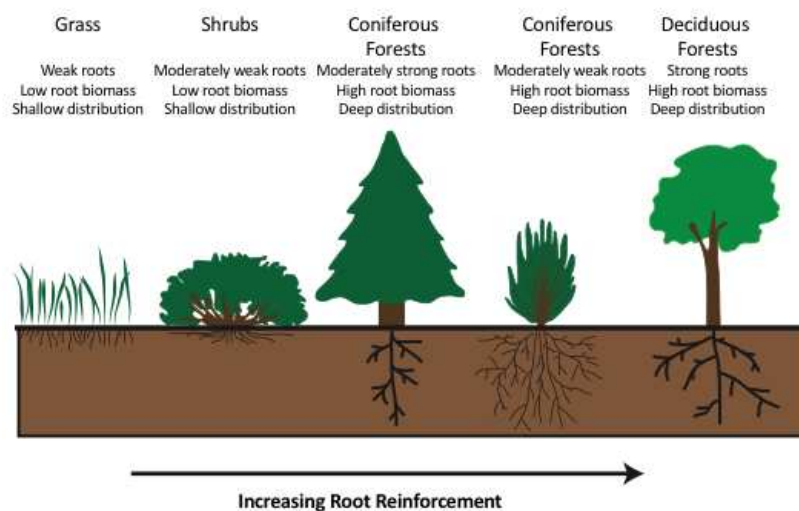 Grass
Weak roots
Low root biomass
Shallow distribution
Shrubs
Moderately weak roots
Low root biomass
Shallow distribution
Coniferous
Forests
Moderately strong roots
High root biomass
Deep distribution
Coniferous
Forests
Moderately weak roots
High root biomass
Deep distribution
Deciduous
Forests
Strong roots
High root biomass
Deep distribution
Increasing Root Reinforcement